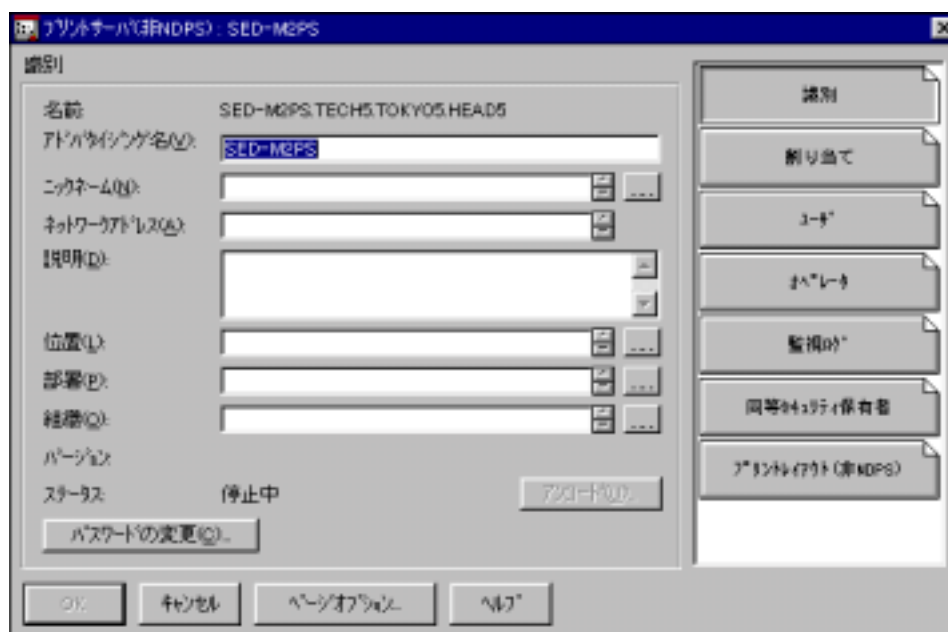 プリントサーバ(非NDPS) : SED-M2PS
識別
名前 SED-M2PS.TECH5.TOKYO5.HEAD5
アドバタイジング名(V): SED-M2PS
ニックネーム(N): ...
ネットワークアドレス(A):
説明(D):
位置(L): ...
部署(P): ...
組織(O): ...
バージョン:
ステータス: 停止中 アンロード(U)...
パスワードの変更(C)...
OK キャンセル ページオプション... ヘルプ
識別
割り当て
ユーザ
オペレータ
監視ログ
同等セキュリティ保有者
プリントレイアウト(非NDPS)